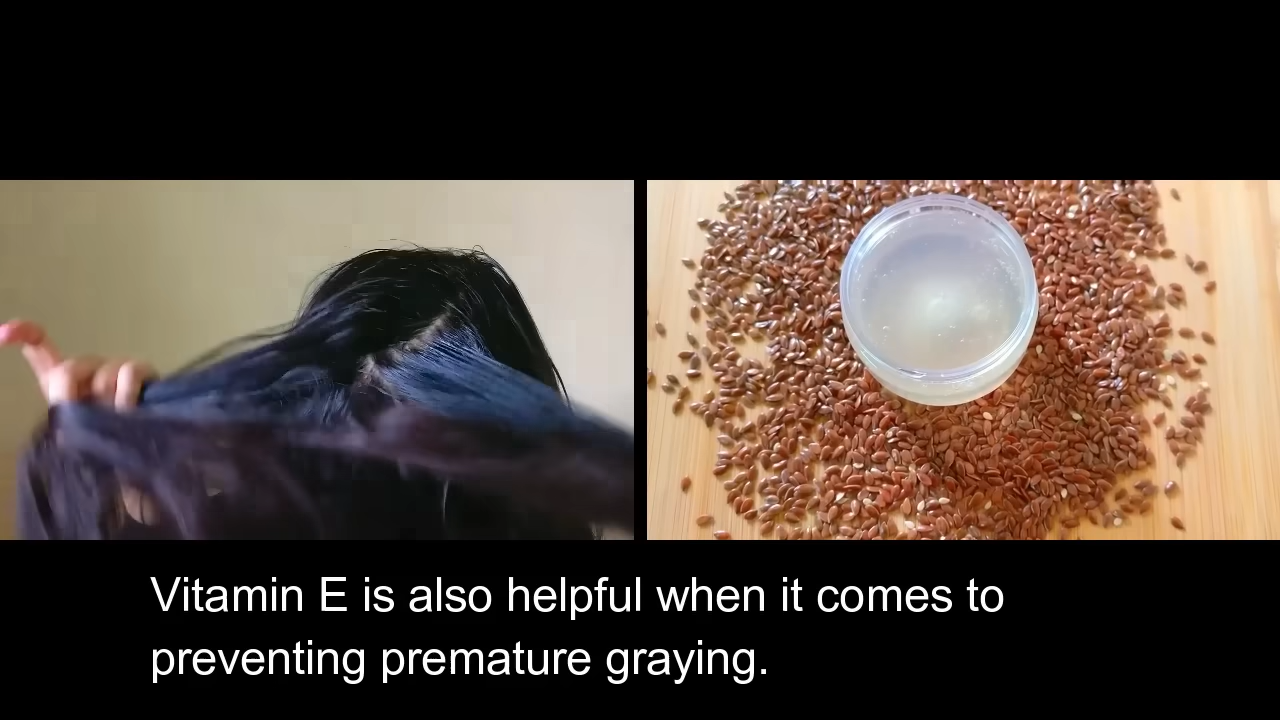 Vitamin E is also helpful when it comes to
preventing premature graying.